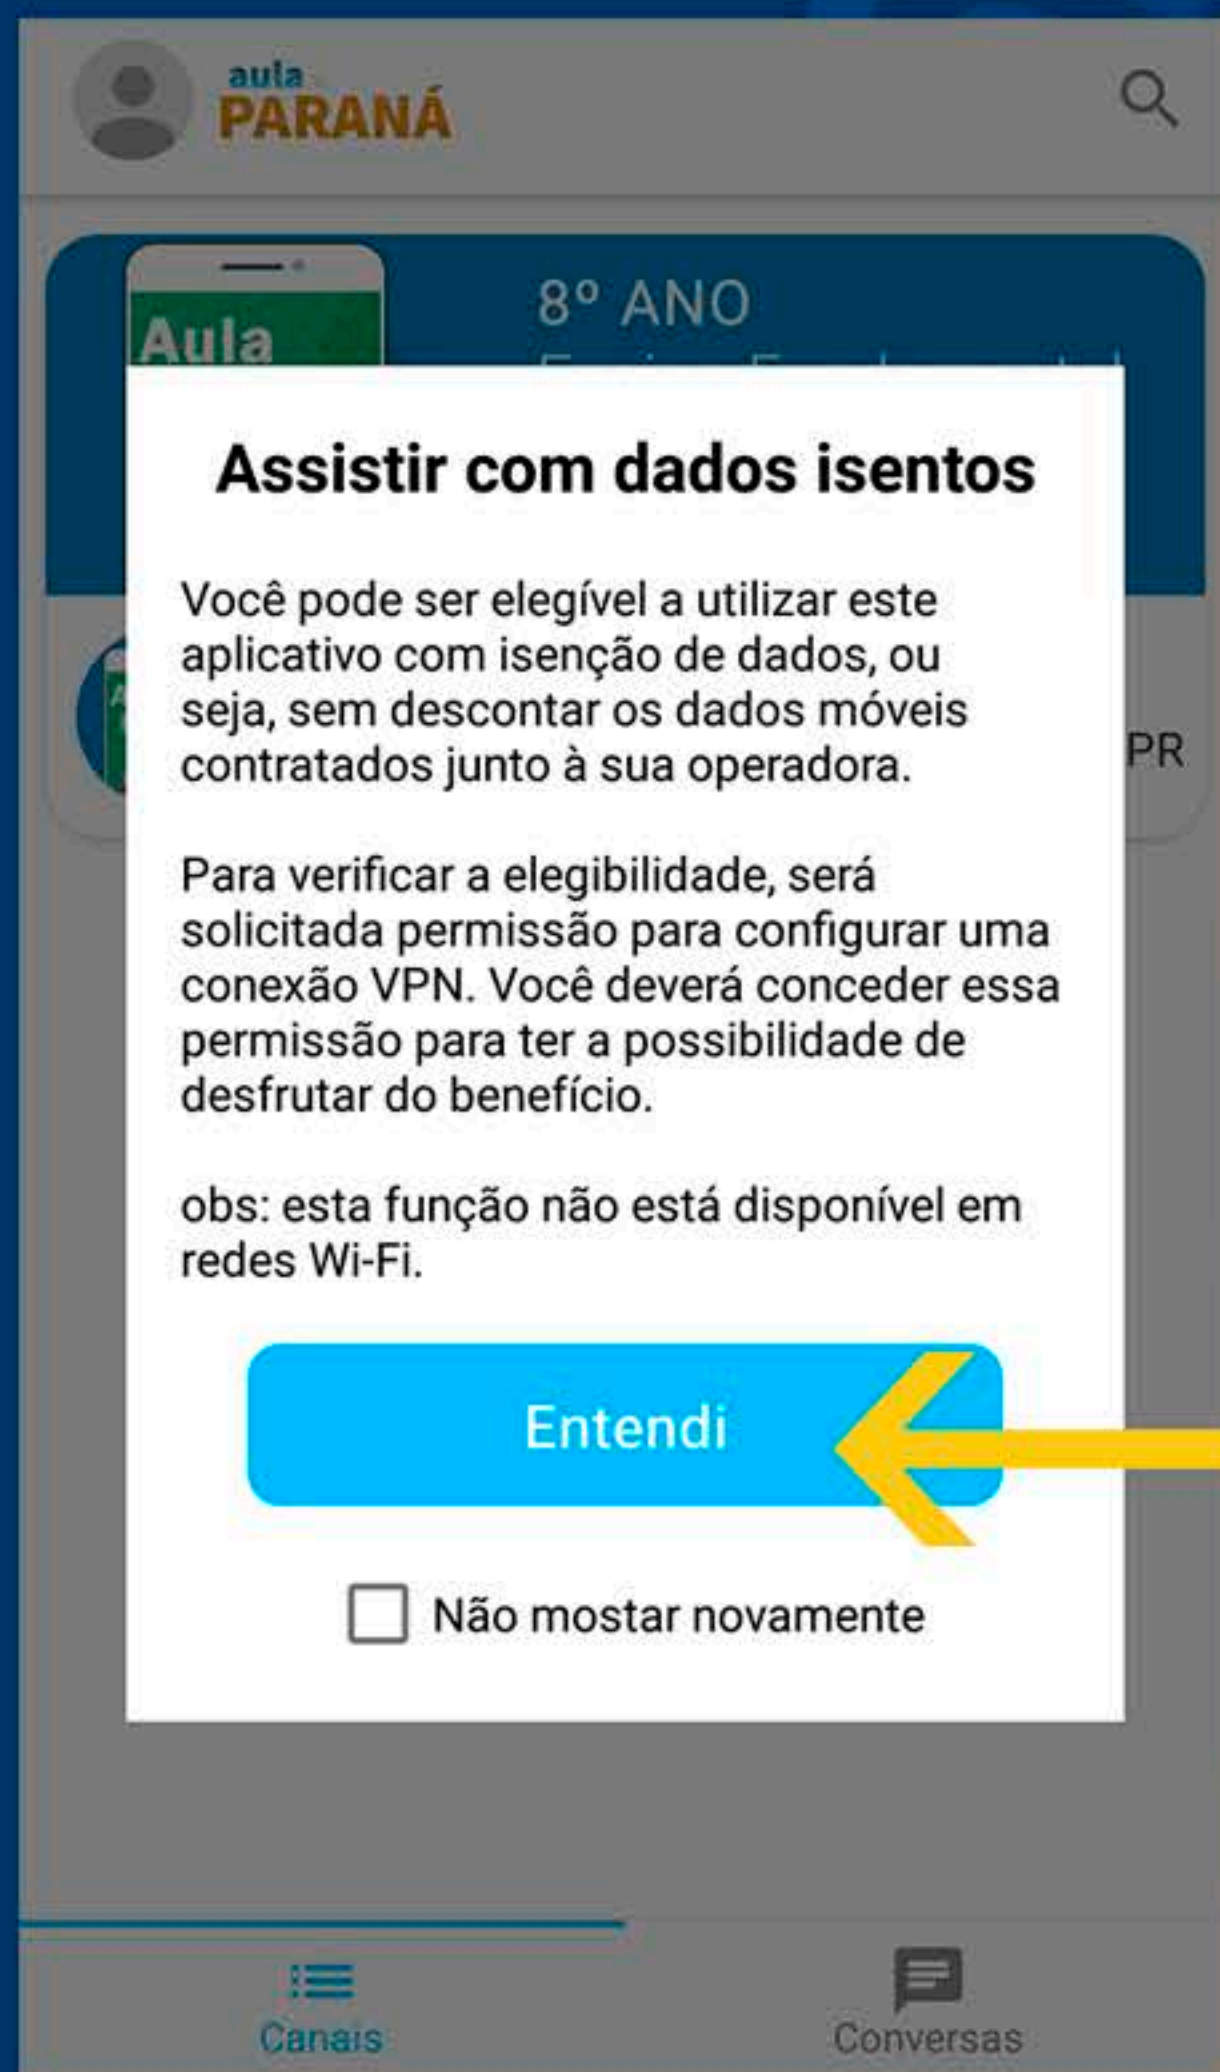 aula
PARANÁ
8º ANO
Aula
Assistir com dados isentos
Você pode ser elegível a utilizar este
aplicativo com isenção de dados, ou
seja, sem descontar os dados móveis
contratados junto à sua operadora.
PR
Para verificar a elegibilidade, será
solicitada permissão para configurar uma
conexão VPN. Você deverá conceder essa
permissão para ter a possibilidade de
desfrutar do benefício.
obs: esta função não está disponível em
redes Wi-Fi.
Entendi
Não mostar novamente
Canais
Conversas